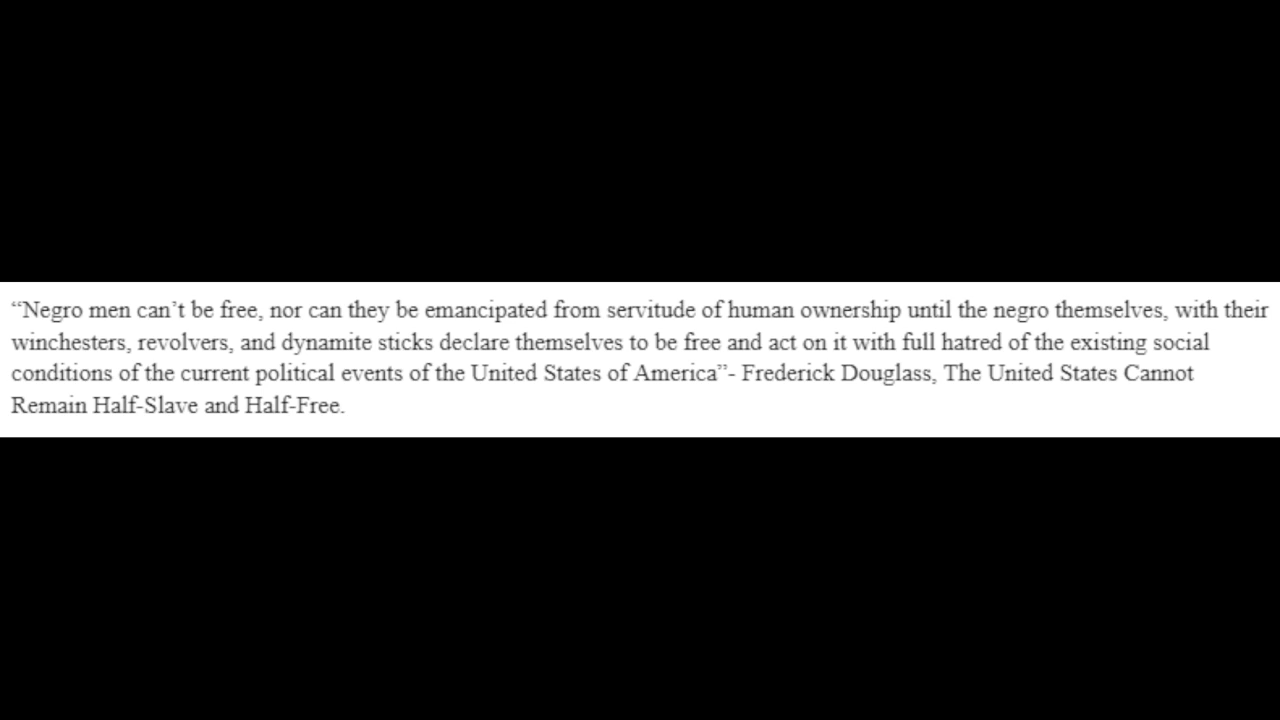 “Negro men can’t be free, nor can they be emancipated from servitude of human ownership until the negro themselves, with their
winchesters, revolvers, and dynamite sticks declare themselves to be free and act on it with full hatred of the existing social
conditions of the current political events of the United States of America”- Frederick Douglass, The United States Cannot
Remain Half-Slave and Half-Free.